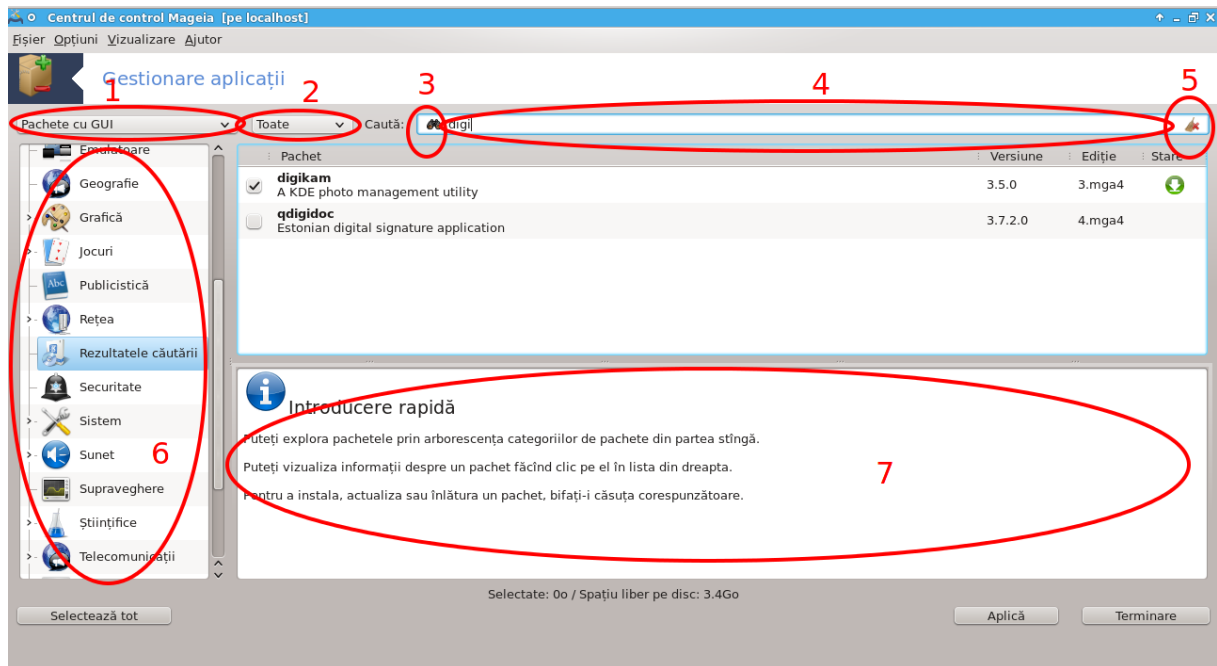 Centrul de control Mageia [pe localhost]
Fișier Opțiuni Vizualizare Ajutor
Gestionare aplicații
1 2 3 4 5
Pachete cu GUI Toate Caută: digi
Emulatoare
Geografie
Grafică
Jocuri
Publicistică
Rețea
Rezultatele căutării
Securitate
Sistem
Sunet
Supraveghere
Științifice
Telecomunicații
6
Pachet Versiune Ediție Stare
digikam
A KDE photo management utility
3.5.0 3.mga4
qdigidoc
Estonian digital signature application
3.7.2.0 4.mga4
Introducere rapidă
Puteți explora pachetele prin arborescența categoriilor de pachete din partea stîngă.
Puteți vizualiza informații despre un pachet făcînd clic pe el în lista din dreapta.
Pentru a instala, actualiza sau înlătura un pachet, bifați-i căsuța corespunzătoare.
7
Selectate: 0o / Spațiu liber pe disc: 3.4Go
Selectează tot Aplică Terminare